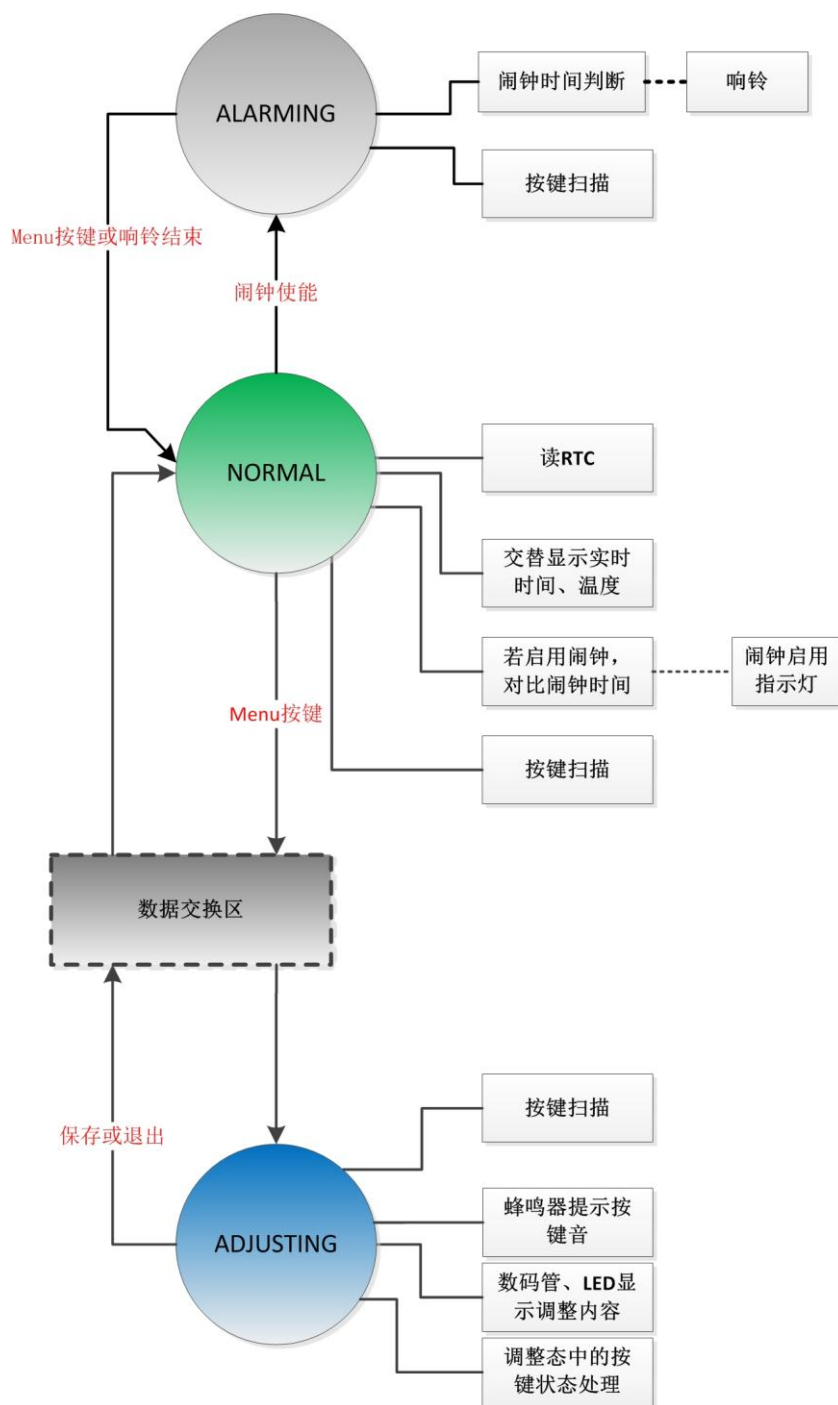 ALARMING
闹钟时间判断
响铃
按键扫描
Menu按键或响铃结束
闹钟使能
NORMAL
读RTC
交替显示实时
时间、温度
若启用闹钟，
对比闹钟时间
闹钟启用
指示灯
Menu按键
按键扫描
数据交换区
按键扫描
保存或退出
ADJUSTING
蜂鸣器提示按
键音
数码管、LED显
示调整内容
调整态中的按
键状态处理